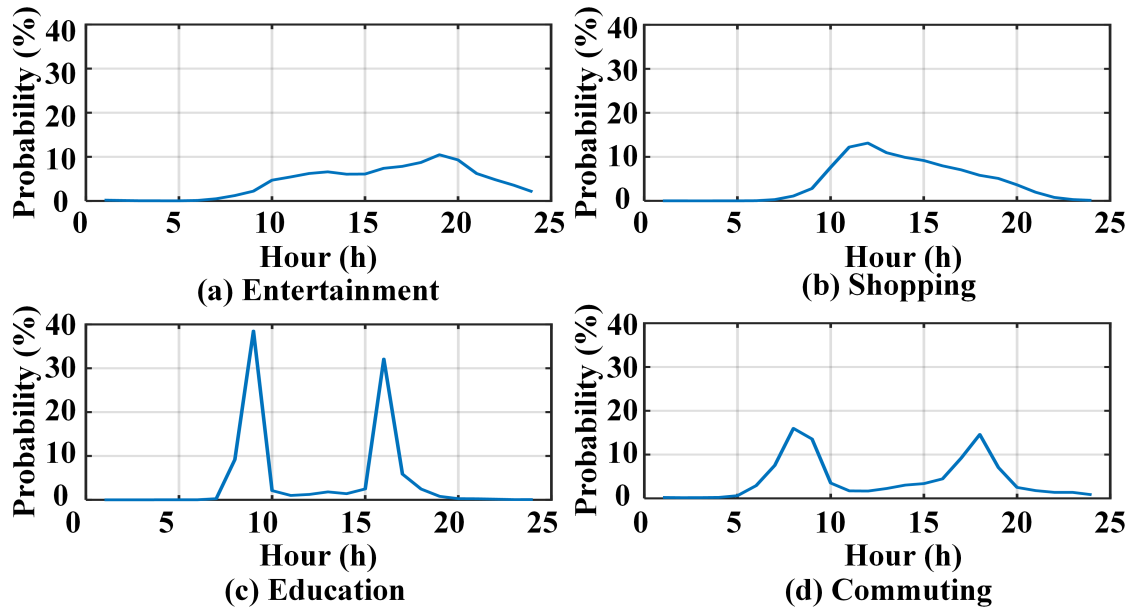 Probability (%)
40
30
20
10
0
0 5 10 15 20 25
Hour (h)
(a) Entertainment
Probability (%)
40
30
20
10
0
0 5 10 15 20 25
Hour (h)
(b) Shopping
Probability (%)
40
30
20
10
0
0 5 10 15 20 25
Hour (h)
(c) Education
Probability (%)
40
30
20
10
0
0 5 10 15 20 25
Hour (h)
(d) Commuting